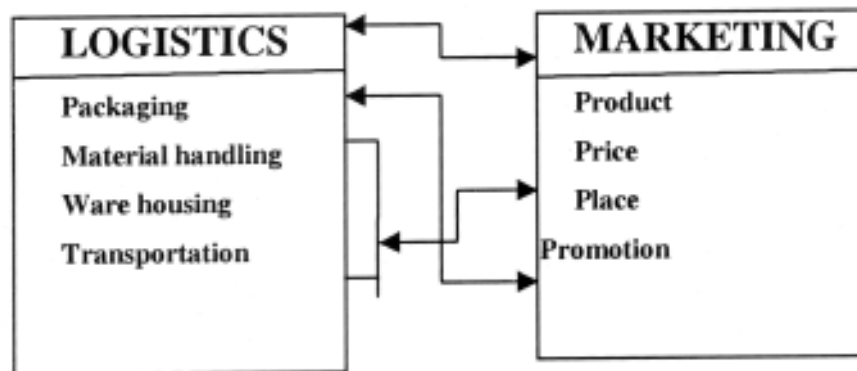 LOGISTICS
Packaging
Material handling
Ware housing
Transportation
MARKETING
Product
Price
Place
Promotion